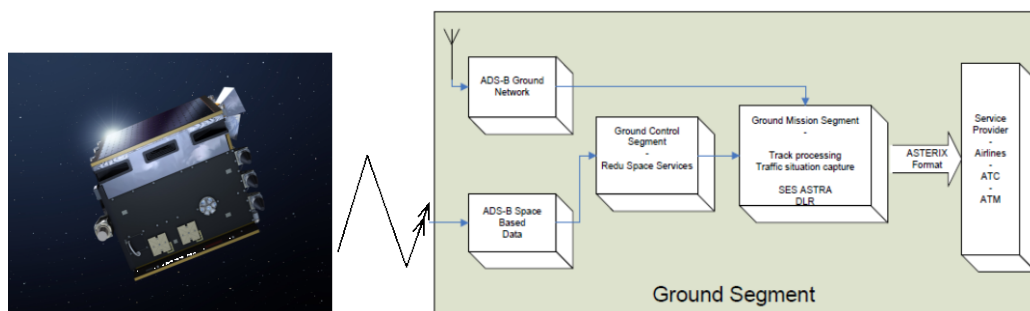 ADS-B Ground
Network
Ground Control
Segment
-
Redu Space Services
ADS-B Space
Based
Data
Ground Mission Segment
-
Track processing
Traffic situation capture
SES ASTRA
DLR
ASTERIX
Format
Service
Provider
-
Airlines
-
ATC
-
ATM
Ground Segment